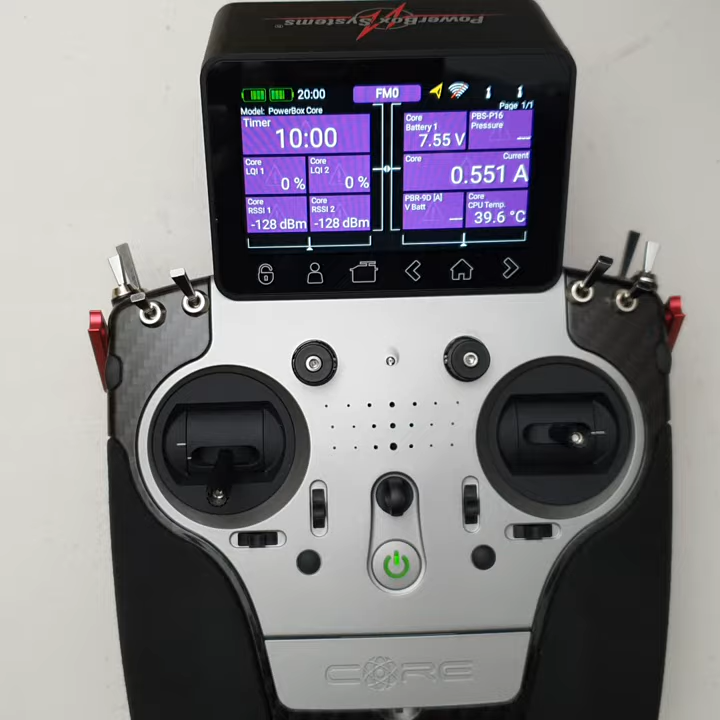 PowerBox Systems
20:00
FM0
1
1
Model: PowerBox Core
Page 1/1
Timer
10:00
Core
LQI 1
0 %
Core
LQI 2
0 %
Core
RSSI 1
-128 dBm
Core
RSSI 2
-128 dBm
Core
Battery 1
7.55 V
PBS-P16
Pressure
---
Core
Current
0.551 A
PBR-9D [A]
V Batt
---
Core
CPU Temp.
39.6 °C
CORE